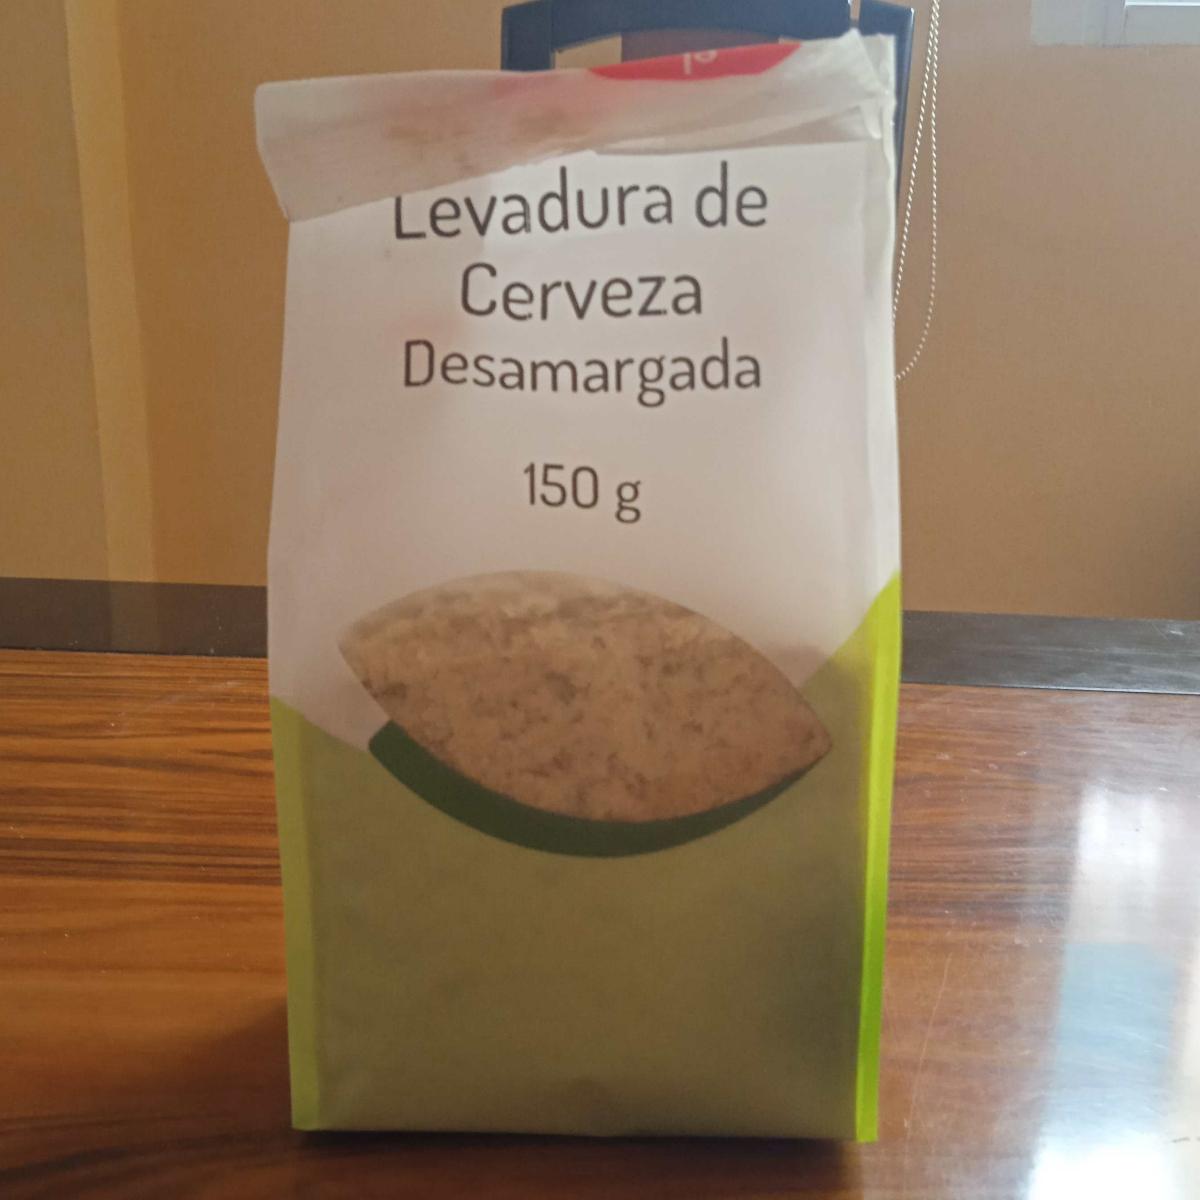 Levadura de
Cerveza
Desamargada
150 g